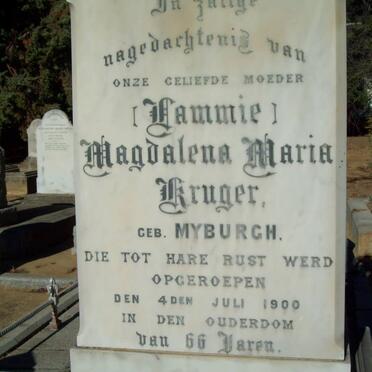 In zalige
nagedachtenis van
ONZE GELIEFDE MOEDER
[Lammie]
Magdalena Maria
Kruger,
GEB. MYBURGH.
DIE TOT HARE RUST WERD
OPGEROEPEN
DEN 4DEN JULI 1900
IN DEN OUDERDOM
van 66 Jaren.